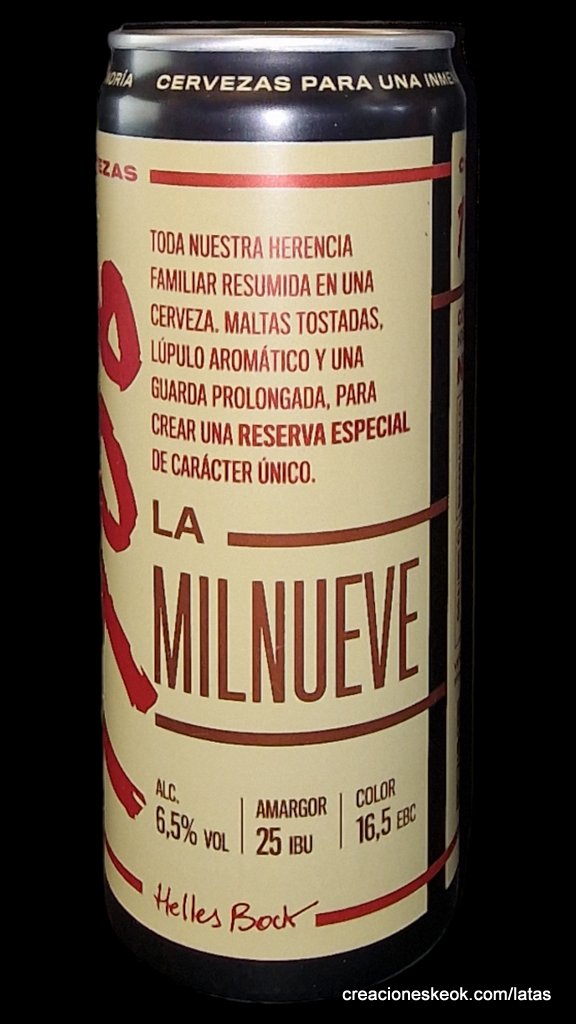 CERVEZAS PARA UNA
TODA NUESTRA HERENCIA
FAMILIAR RESUMIDA EN UNA
CERVEZA. MALTAS TOSTADAS,
LÚPULO AROMÁTICO Y UNA
GUARDA PROLONGADA, PARA
CREAR UNA RESERVA ESPECIAL
DE CARÁCTER ÚNICO.
LA
MILNUEVE
ALC.
6,5% VOL
AMARGOR
25 IBU
COLOR
16,5 EBC
Helles Bock
creacioneskeok.com/latas